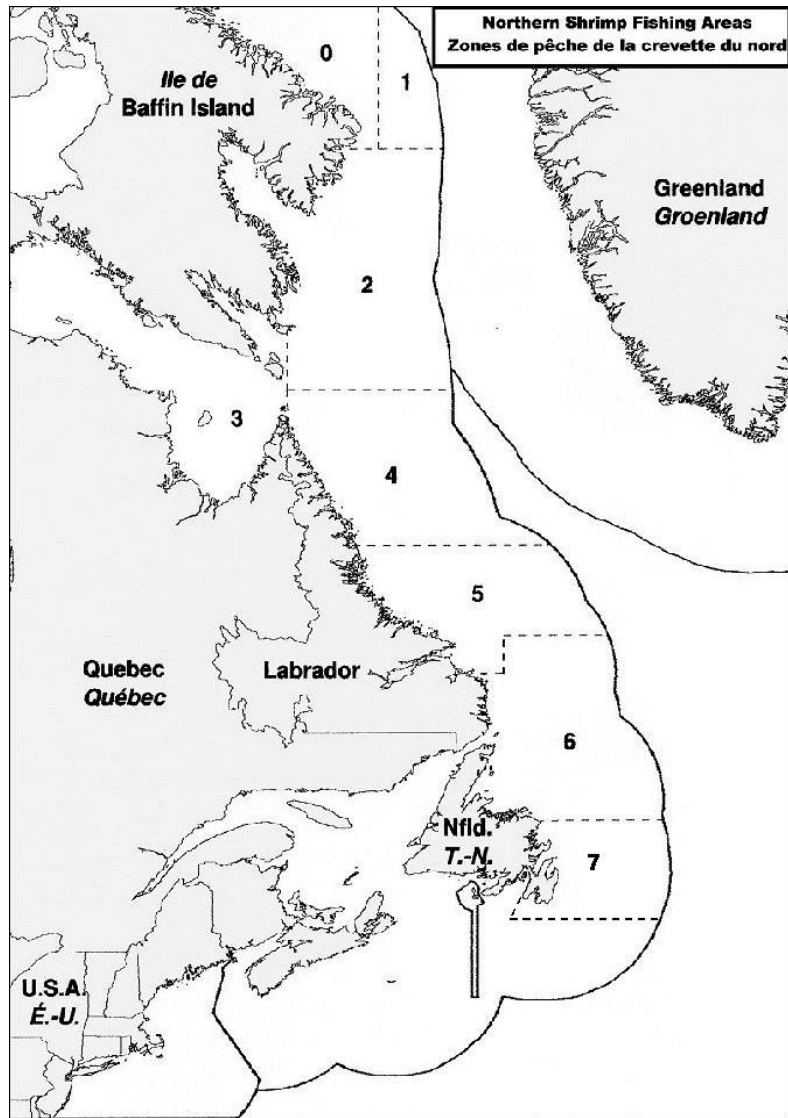 Northern Shrimp Fishing Areas
Zones de pêche de la crevette du nord
0
1
Ile de
Baffin Island
Greenland
Groenland
2
3
4
5
Quebec
Québec
Labrador
6
Nfld.
T.-N.
7
U.S.A.
É.-U.